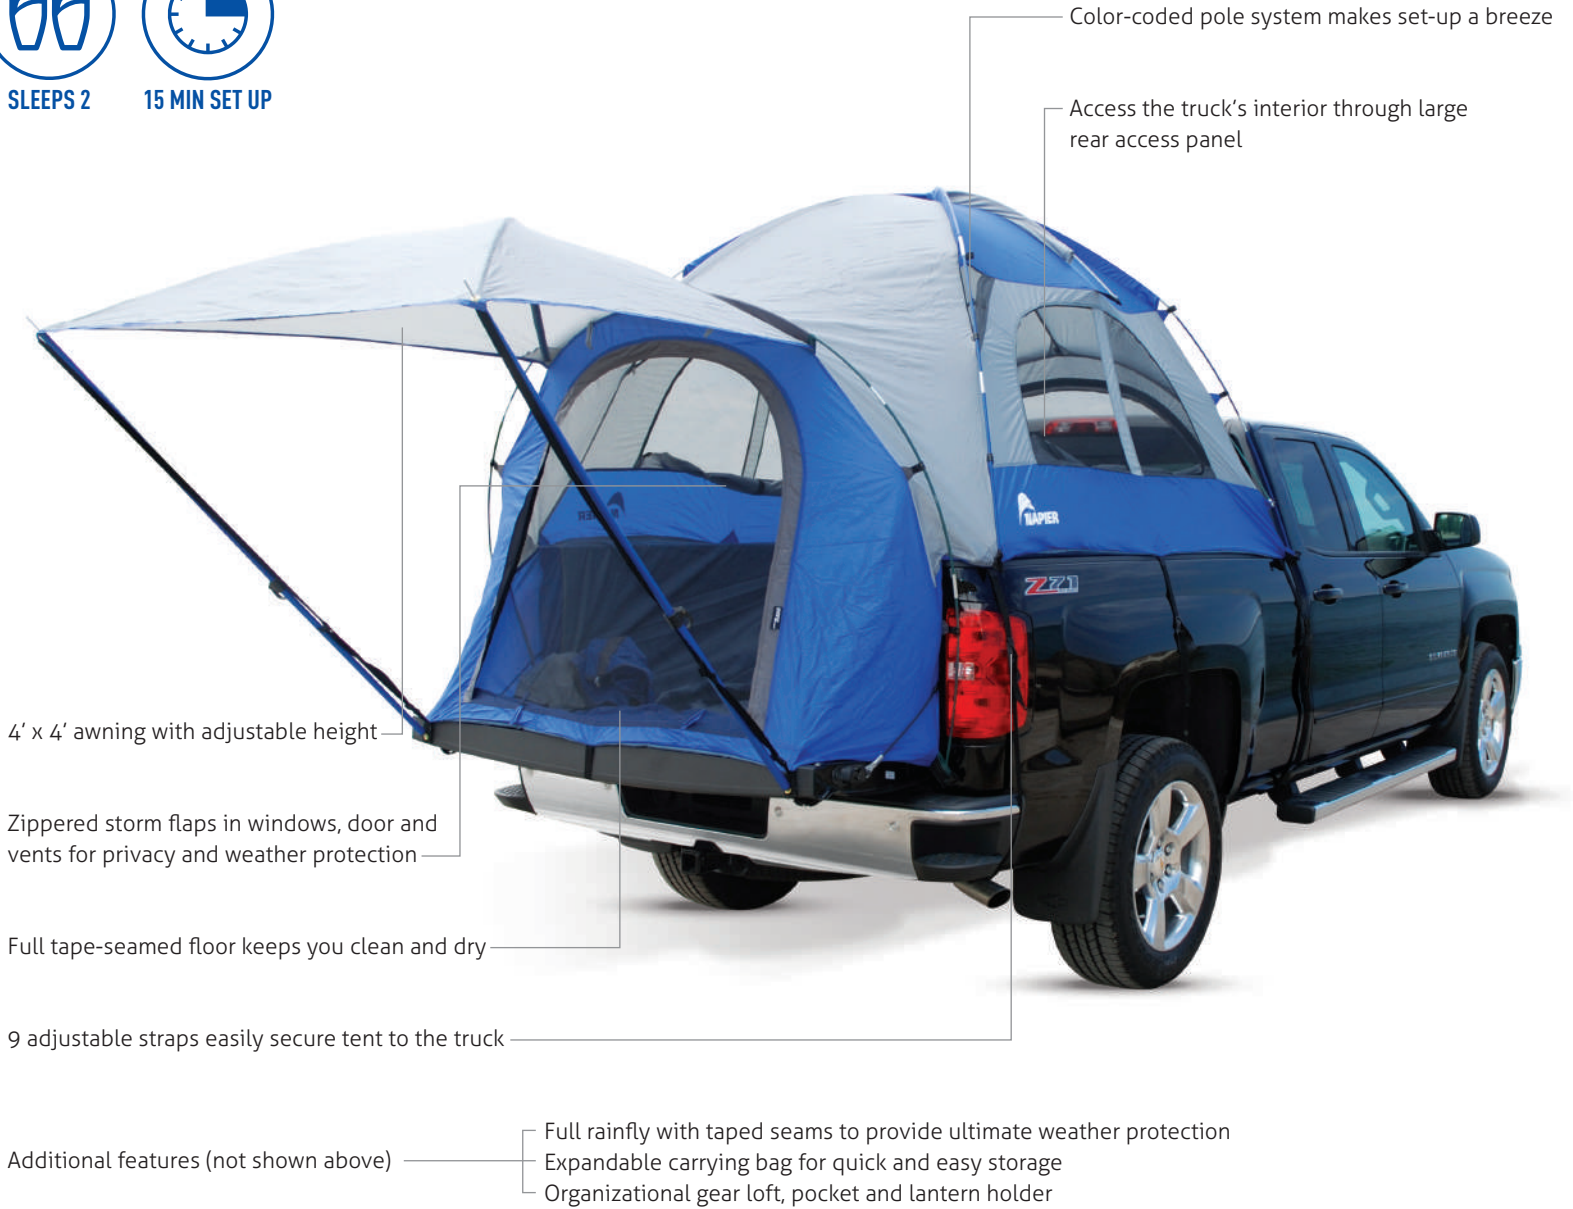 SLEEPS 2
15 MIN SET UP
Color-coded pole system makes set-up a breeze
Access the truck's interior through large
rear access panel
NAPIER
Z71
4' x 4' awning with adjustable height
Zippered storm flaps in windows, door and
vents for privacy and weather protection
Full tape-seamed floor keeps you clean and dry
9 adjustable straps easily secure tent to the truck
Additional features (not shown above)
Full rainfly with taped seams to provide ultimate weather protection
Expandable carrying bag for quick and easy storage
Organizational gear loft, pocket and lantern holder